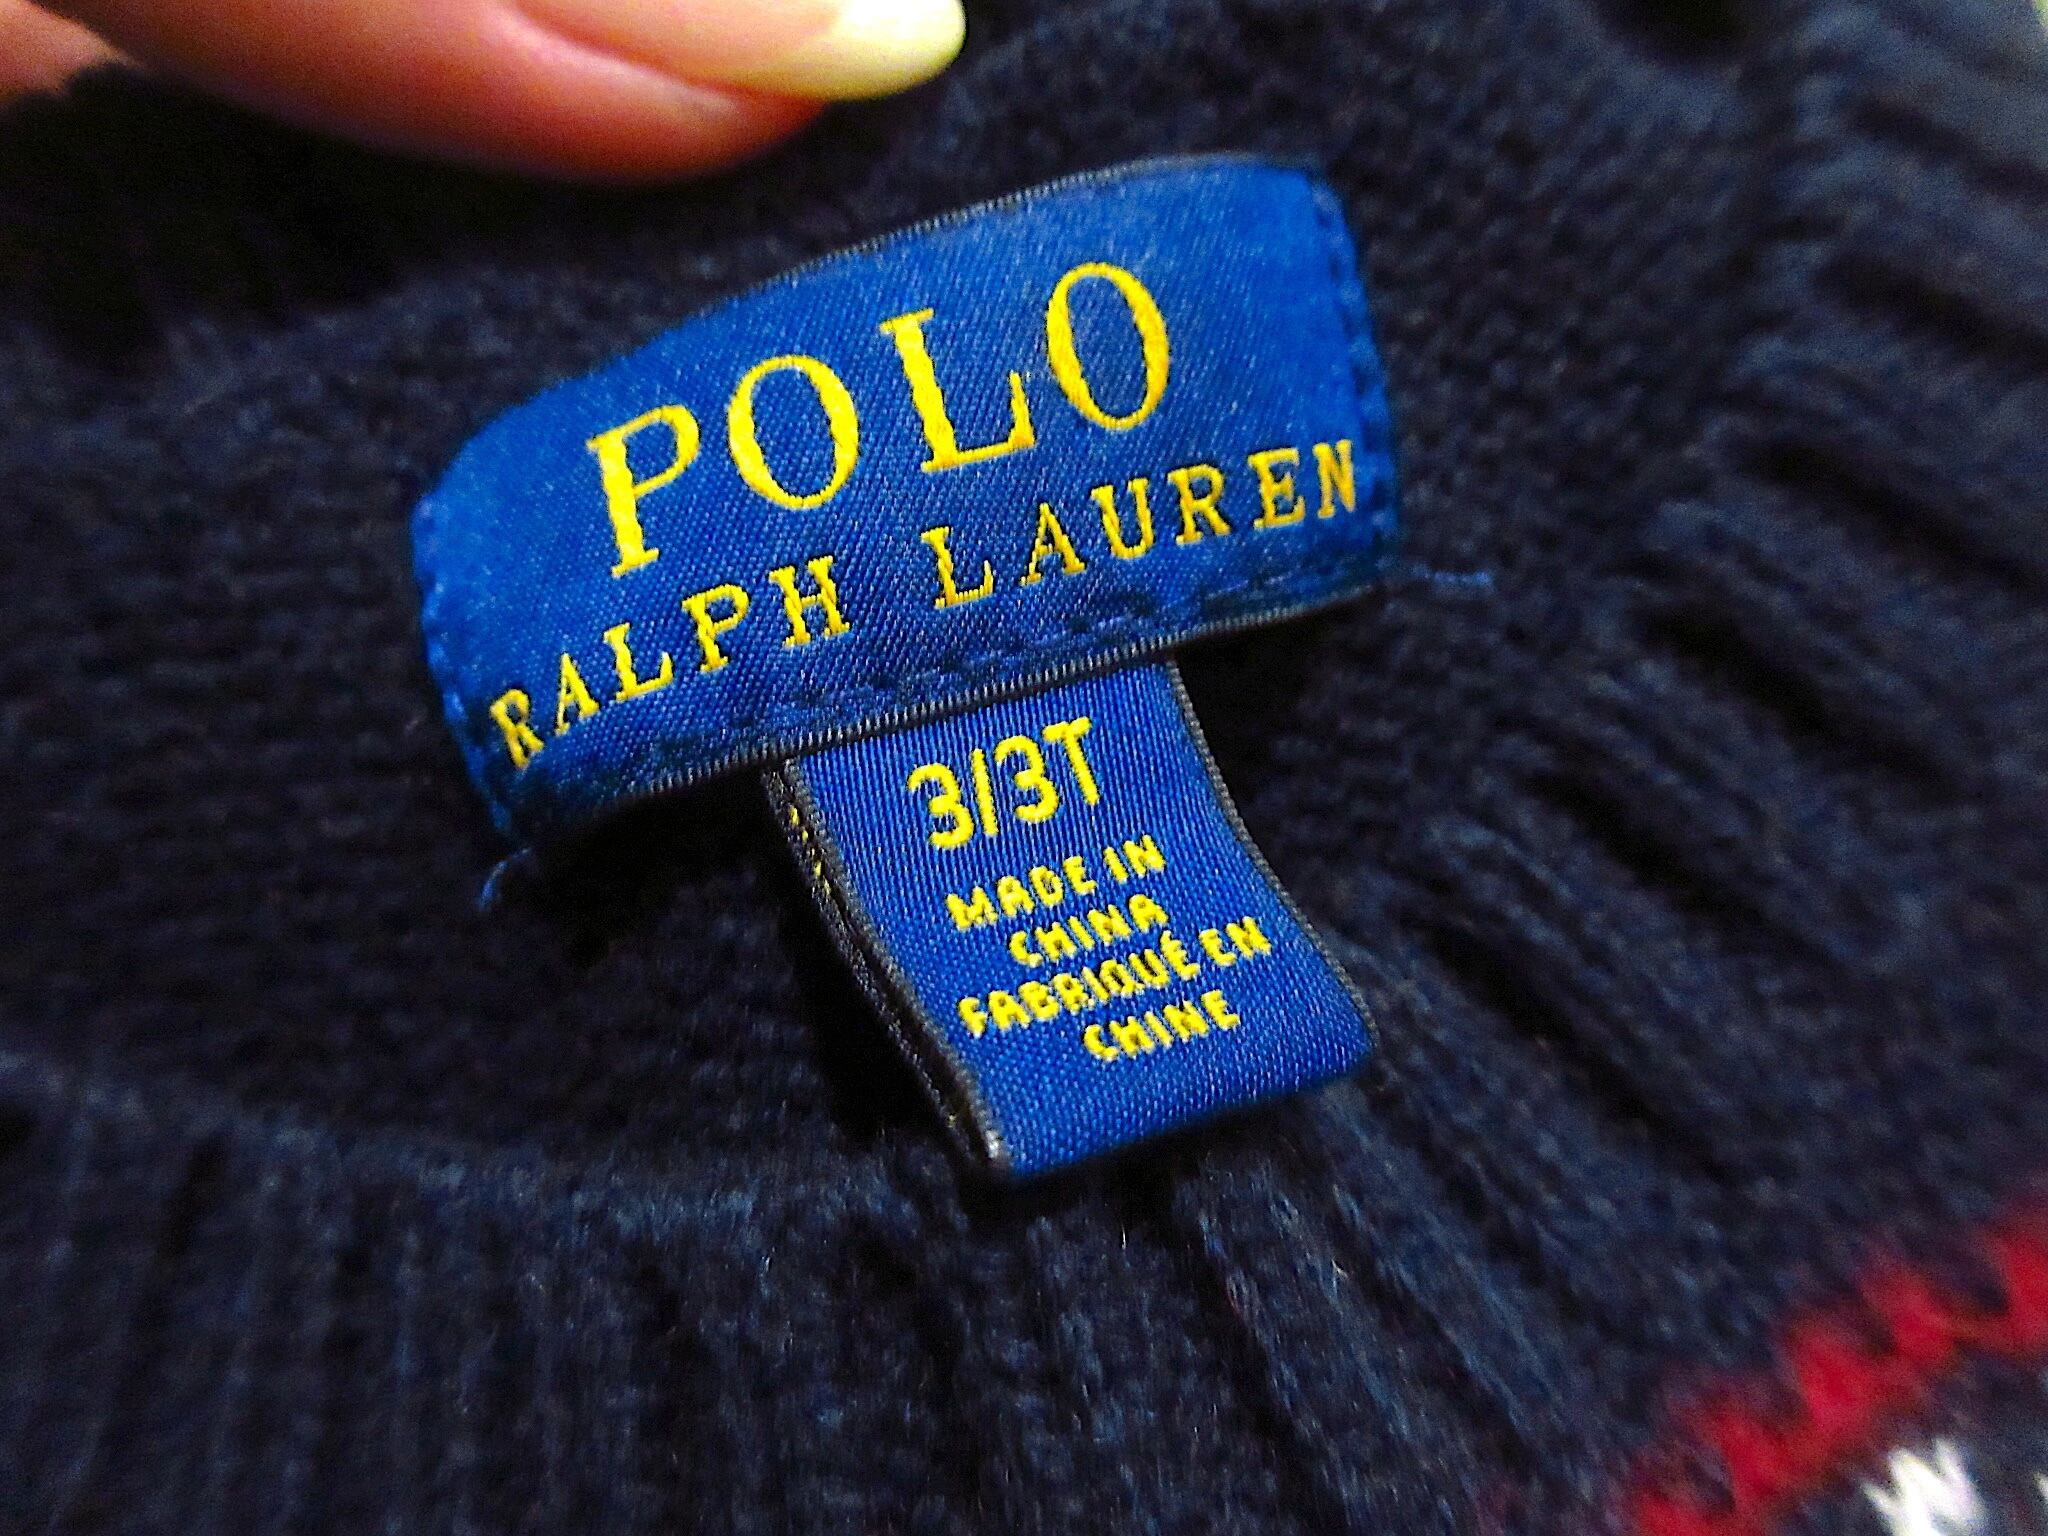 POLO
RALPH LAUREN
3/3T
MADE IN
CHINA
FABRIQUÉ EN
CHINE